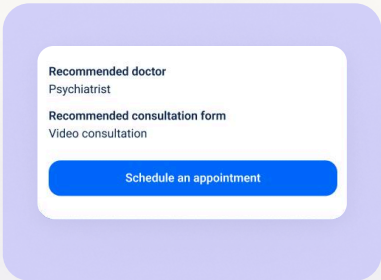 Recommended doctor
Psychiatrist
Recommended consultation form
Video consultation
Schedule an appointment